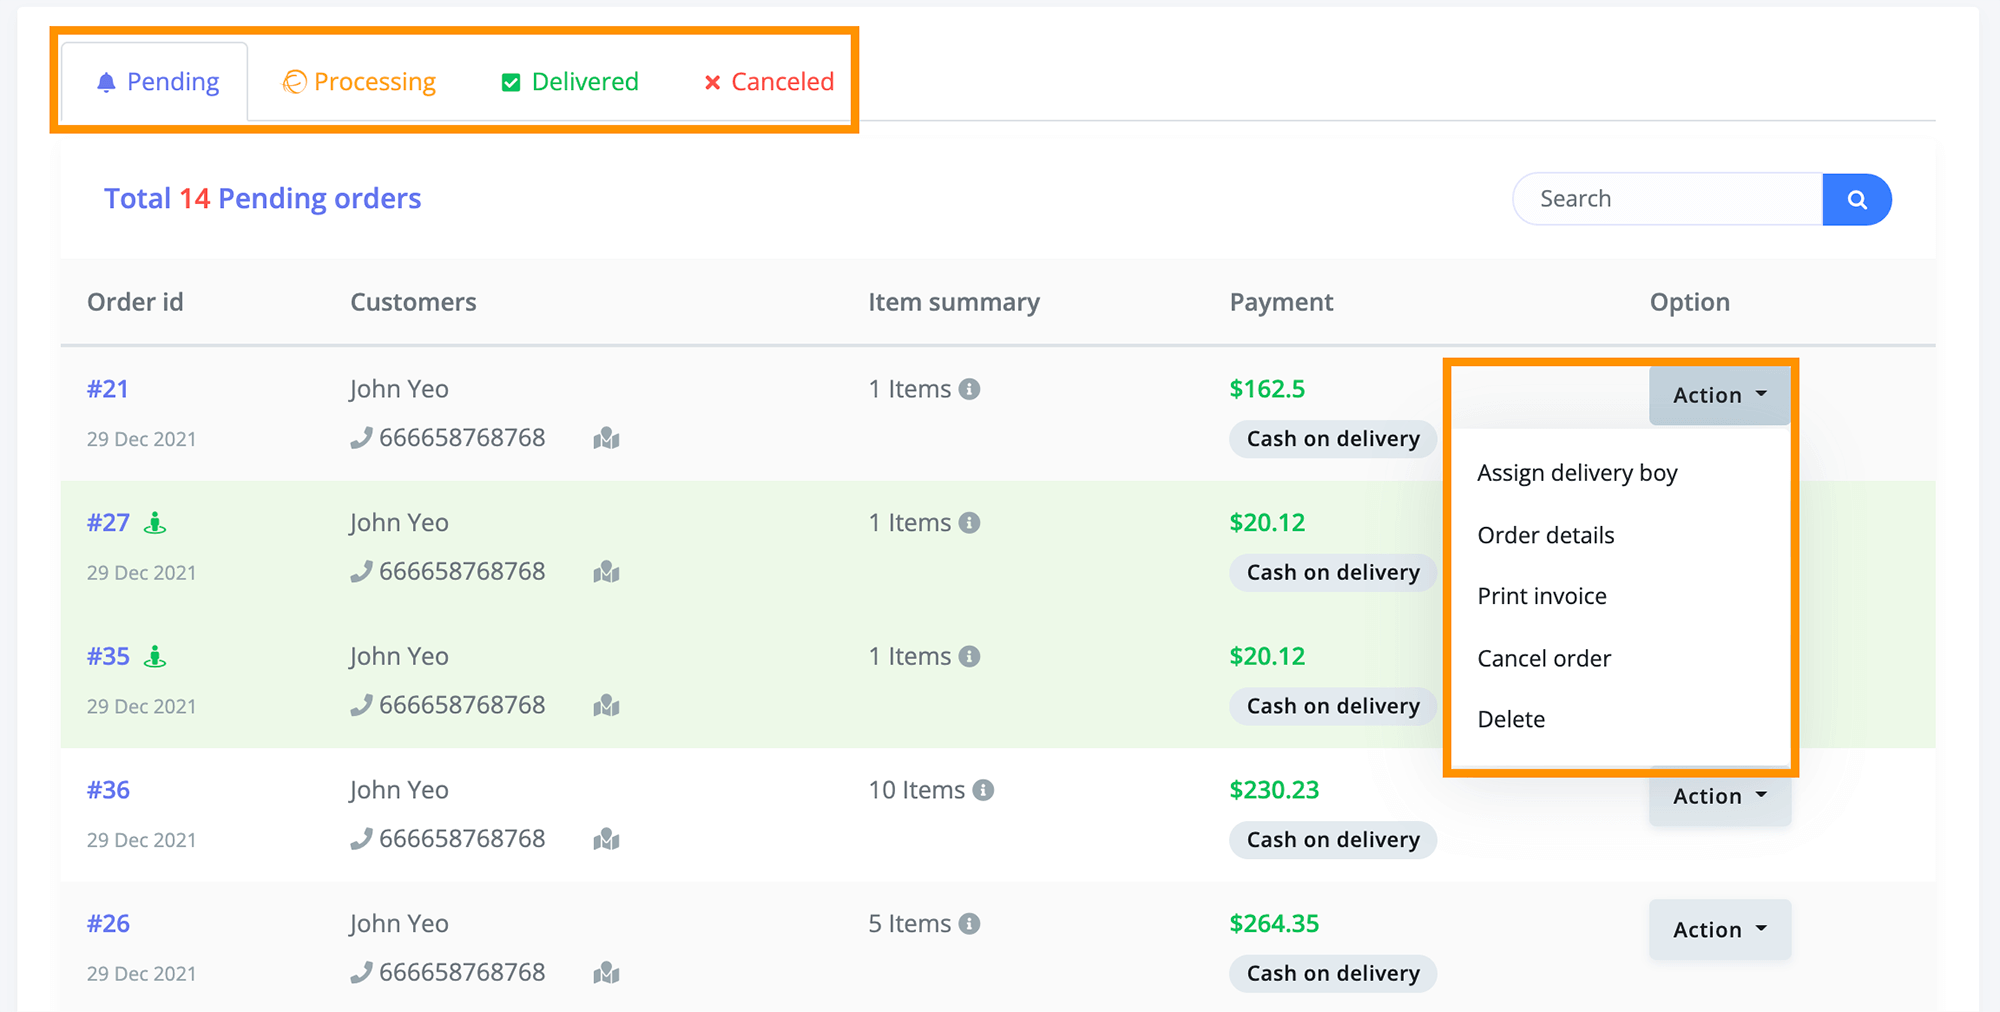 Pending Processing Delivered Canceled
Total 14 Pending orders
Search
Order id Customers Item summary Payment Option
#21 John Yeo 1 Items $162.5 Action
29 Dec 2021 666658768768 Cash on delivery
Assign delivery boy
#27 John Yeo 1 Items $20.12
Order details
29 Dec 2021 666658768768 Cash on delivery
Print invoice
#35 John Yeo 1 Items $20.12
Cancel order
29 Dec 2021 666658768768 Cash on delivery
Delete
#36 John Yeo 10 Items $230.23 Action
29 Dec 2021 666658768768 Cash on delivery
#26 John Yeo 5 Items $264.35 Action
29 Dec 2021 666658768768 Cash on delivery